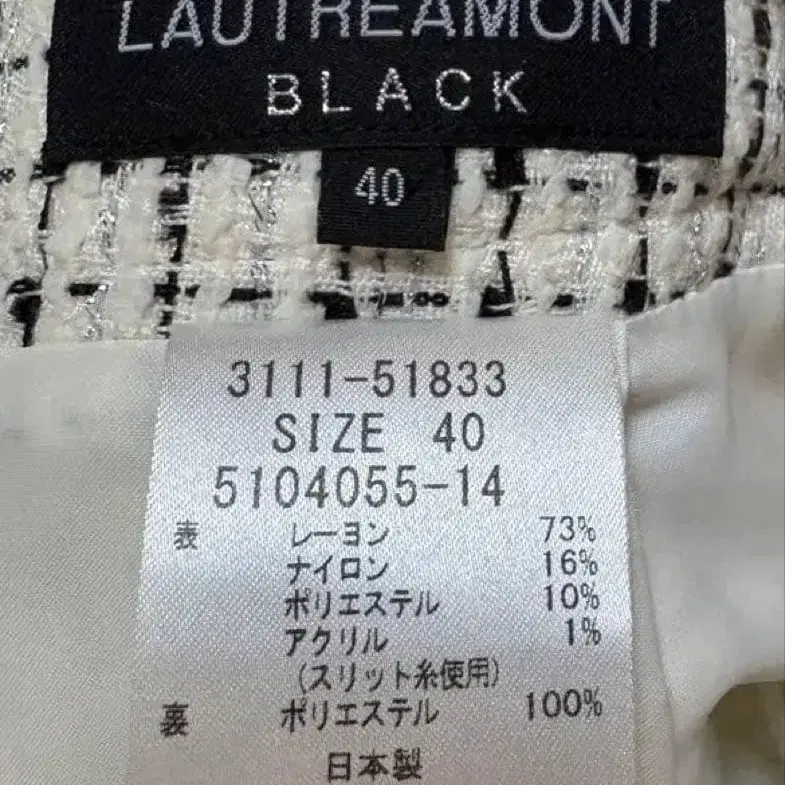 LAUTREAMONT
BLACK
40
3111-51833
SIZE 40
5104055-14
表 レーヨン 73%
ナイロン 16%
ポリエステル 10%
アクリル 1%
(スリット糸使用)
裏 ポリエステル 100%
日本製